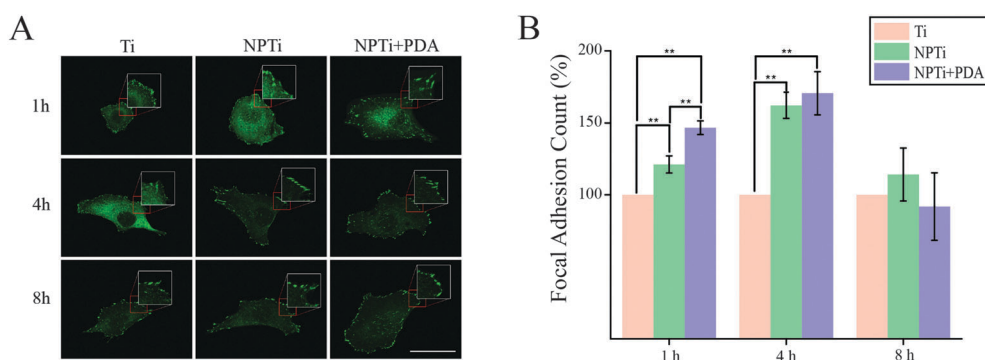 A
Ti
NPTi
NPTi+PDA
1h
4h
8h
B
Focal Adhesion Count (%)
200
150
100
**
**
**
**
**
Ti
NPTi
NPTi+PDA
1 h
4 h
8 h